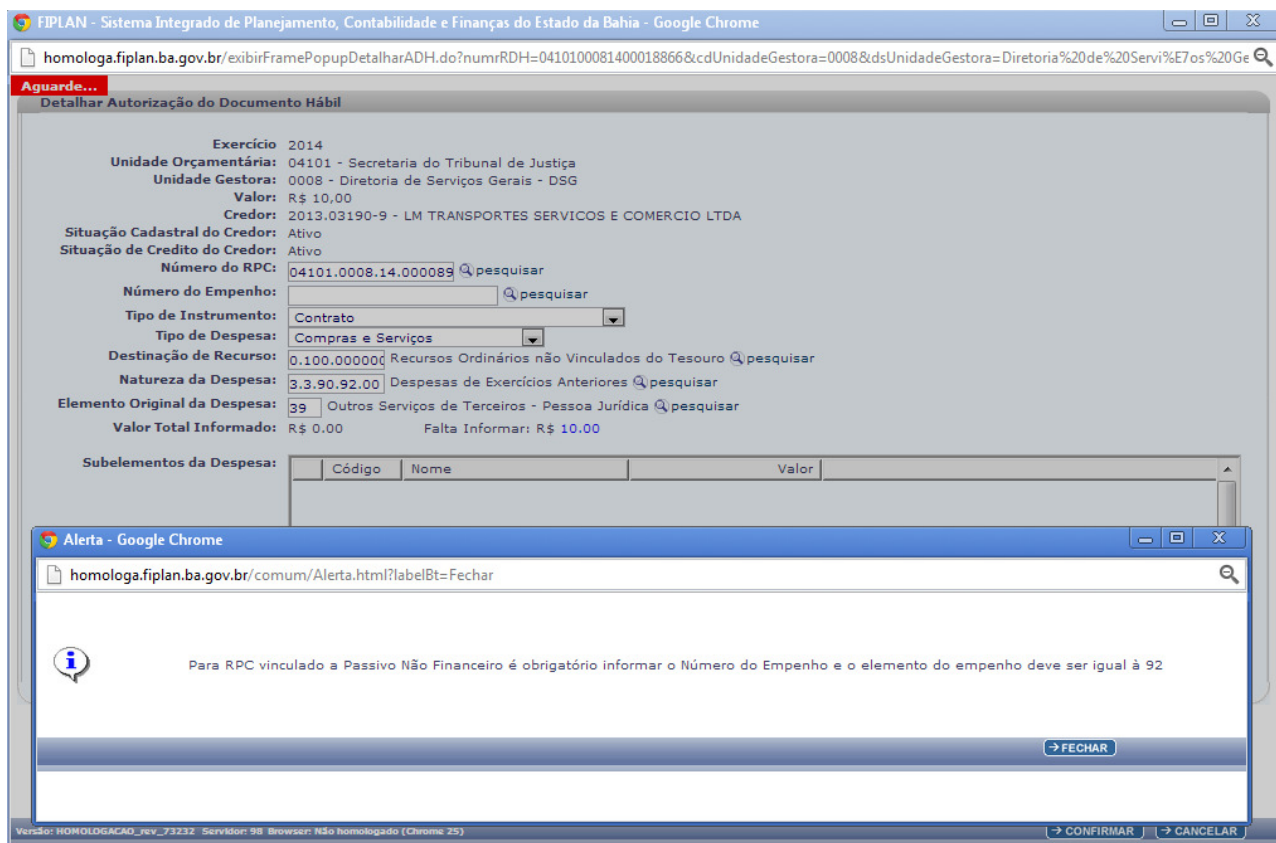 FIPLAN - Sistema Integrado de Planejamento, Contabilidade e Finanças do Estado da Bahia - Google Chrome
homologa.fiplan.ba.gov.br/exibirFramePopupDetalharADH.do?numrRDH=0410100081400018866&cdUnidadeGestora=0008&dsUnidadeGestora=Diretoria%20de%20Servi%E7os%20Ge
Aguarde...
Detalhar Autorização do Documento Hábil
Exercício 2014
Unidade Orçamentária: 04101 - Secretaria do Tribunal de Justiça
Unidade Gestora: 0008 - Diretoria de Serviços Gerais - DSG
Valor: R$ 10,00
Credor: 2013.03190-9 - LM TRANSPORTES SERVICOS E COMERCIO LTDA
Situação Cadastral do Credor: Ativo
Situação de Credito do Credor: Ativo
Número do RPC: 04101.0008.14.000089 pesquisar
Número do Empenho: pesquisar
Tipo de Instrumento: Contrato
Tipo de Despesa: Compras e Serviços
Destinação de Recurso: 0.100.000000 Recursos Ordinários não Vinculados do Tesouro pesquisar
Natureza da Despesa: 3.3.90.92.00 Despesas de Exercícios Anteriores pesquisar
Elemento Original da Despesa: 39 Outros Serviços de Terceiros - Pessoa Jurídica pesquisar
Valor Total Informado: R$ 0.00 Falta Informar: R$ 10.00
Subelementos da Despesa: Código Nome Valor
Alerta - Google Chrome
homologa.fiplan.ba.gov.br/comum/Alerta.html?labelBt=Fechar
Para RPC vinculado a Passivo Não Financeiro é obrigatório informar o Número do Empenho e o elemento do empenho deve ser igual à 92
FECHAR
Versão: HOMOLOGACAO_rev_73232 Servidor: 98 Browser: Não homologado (Chrome 25) CONFIRMAR CANCELAR